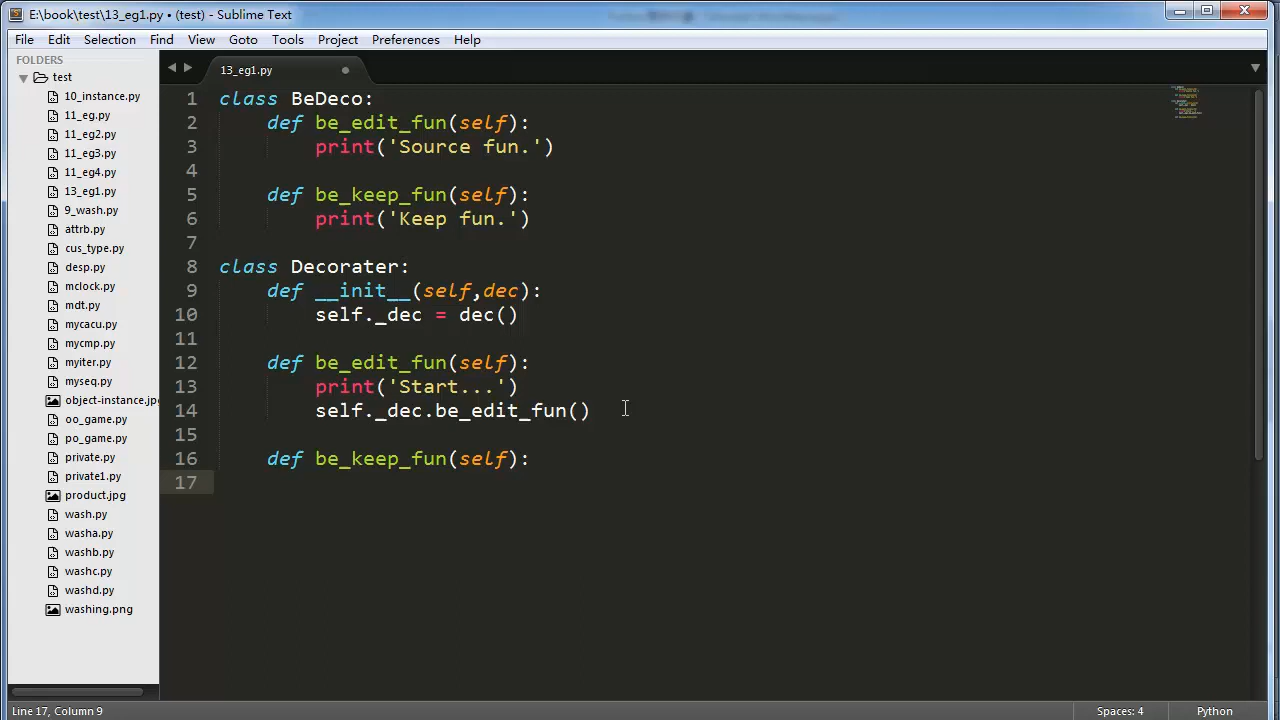 E:\book\test\13_eg1.py • (test) - Sublime Text
File Edit Selection Find View Goto Tools Project Preferences Help
FOLDERS
test
10_instance.py
11_eg.py
11_eg2.py
11_eg3.py
11_eg4.py
13_eg1.py
9_wash.py
attrb.py
cus_type.py
desp.py
mclock.py
mdt.py
mycacu.py
mycmp.py
myiter.py
myseq.py
object-instance.jpg
oo_game.py
po_game.py
private.py
private1.py
product.jpg
wash.py
washa.py
washb.py
washc.py
washd.py
washing.png
13_eg1.py
1 class BeDeco:
2 def be_edit_fun(self):
3 print('Source fun.')
4
5 def be_keep_fun(self):
6 print('Keep fun.')
7
8 class Decorater:
9 def __init__(self,dec):
10 self._dec = dec()
11
12 def be_edit_fun(self):
13 print('Start...')
14 self._dec.be_edit_fun()
15
16 def be_keep_fun(self):
17
Line 17, Column 9
Spaces: 4
Python